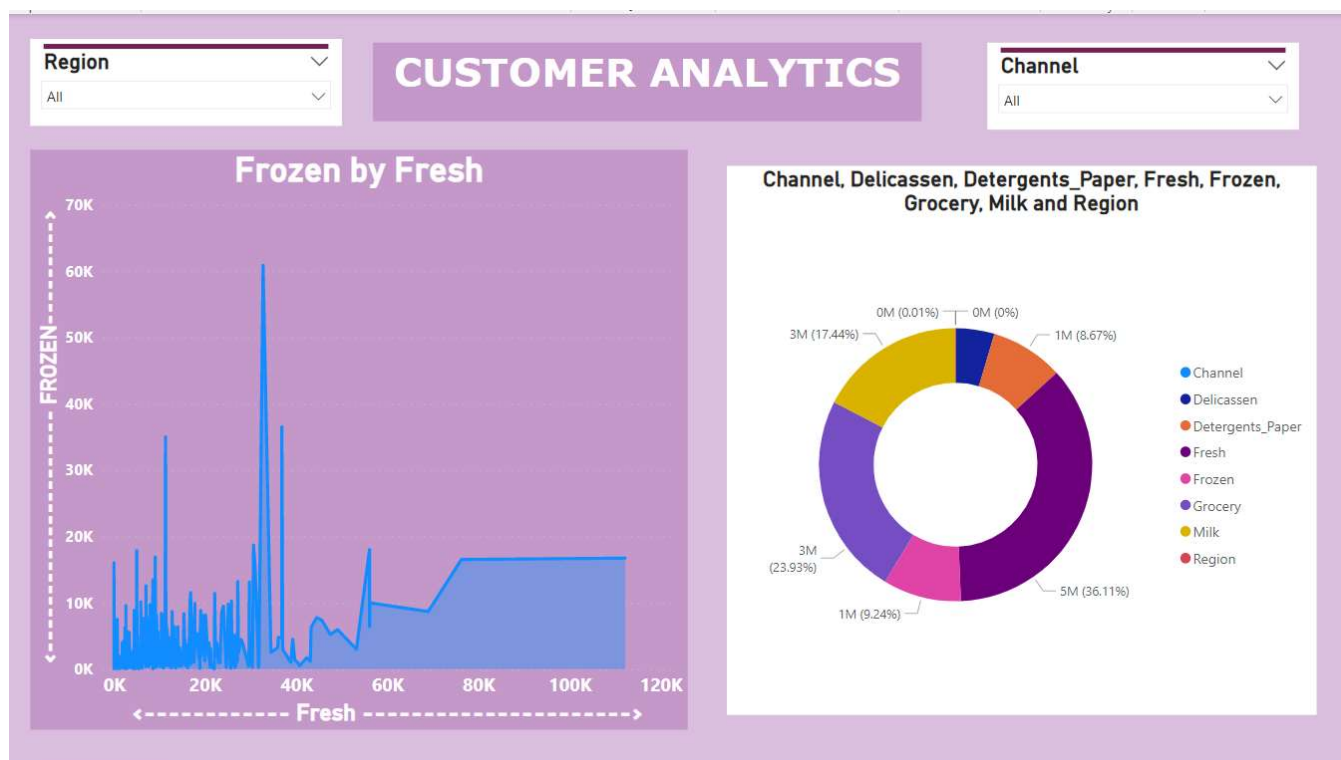 Region
All
CUSTOMER ANALYTICS
Channel
All
Frozen by Fresh
70K
60K
50K
40K
30K
20K
10K
0K
FROZEN
0K 20K 40K 60K 80K 100K 120K
Fresh
Channel, Delicassen, Detergents_Paper, Fresh, Frozen,
Grocery, Milk and Region
0M (0.01%) 0M (0%)
3M (17.44%) 1M (8.67%)
3M
(23.93%)
5M (36.11%)
1M (9.24%)
Channel
Delicassen
Detergents_Paper
Fresh
Frozen
Grocery
Milk
Region